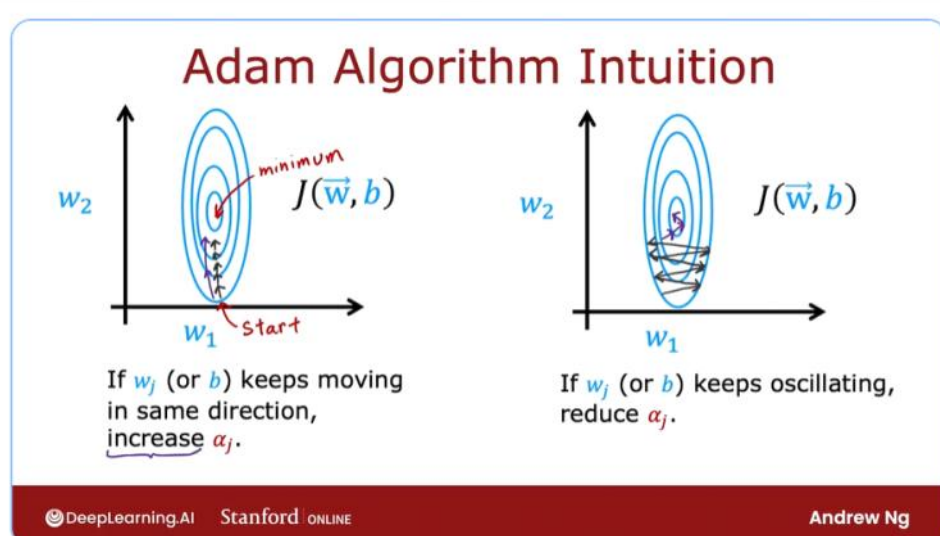 Adam Algorithm Intuition
minimum
w₂
J(w⃗, b)
start
w₁
If wⱼ (or b) keeps moving
in same direction,
increase αⱼ.
w₂
J(w⃗, b)
w₁
If wⱼ (or b) keeps oscillating,
reduce αⱼ.
DeepLearning.AI
Stanford ONLINE
Andrew Ng